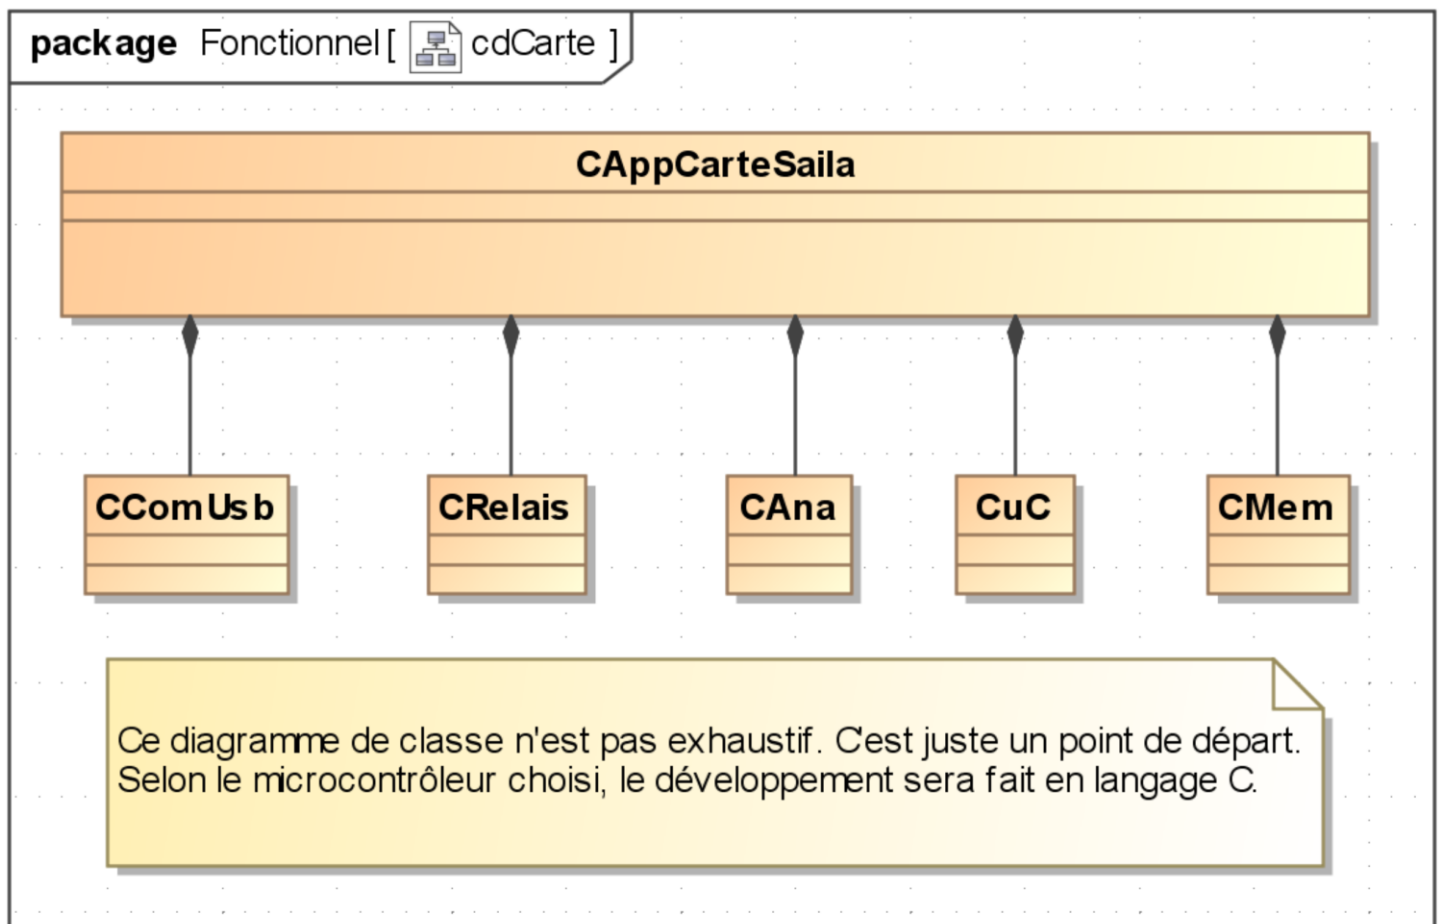 package Fonctionnel [ cdCarte ]
CAppCarteSaila
CComUsb CRelais CAna CuC CMem
Ce diagramme de classe n'est pas exhaustif. C'est juste un point de départ.
Selon le microcontrôleur choisi, le développement sera fait en langage C.